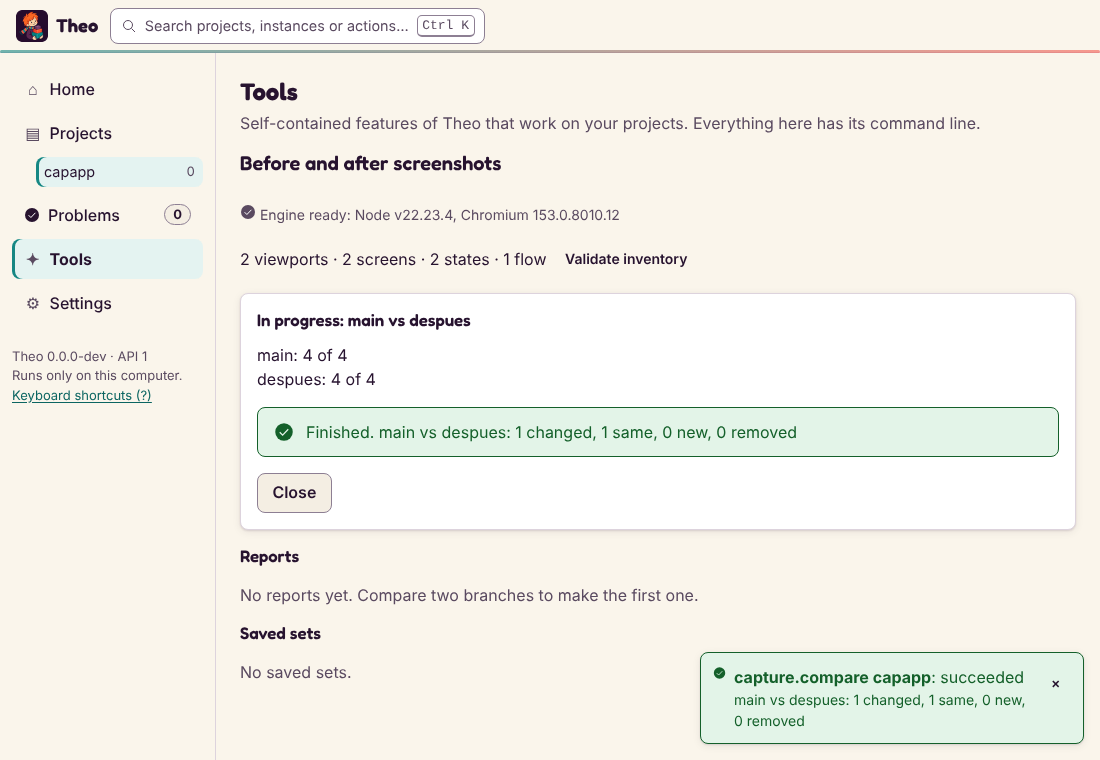 Theo
Search projects, instances or actions... Ctrl K
Home
Projects
capapp 0
Problems 0
Tools
Settings
Theo 0.0.0-dev · API 1
Runs only on this computer.
Keyboard shortcuts (?)
Tools
Self-contained features of Theo that work on your projects. Everything here has its command line.
Before and after screenshots
Engine ready: Node v22.23.4, Chromium 153.0.8010.12
2 viewports · 2 screens · 2 states · 1 flow Validate inventory
In progress: main vs despues
main: 4 of 4
despues: 4 of 4
Finished. main vs despues: 1 changed, 1 same, 0 new, 0 removed
Close
Reports
No reports yet. Compare two branches to make the first one.
Saved sets
No saved sets.
capture.compare capapp: succeeded
main vs despues: 1 changed, 1 same, 0 new,
0 removed